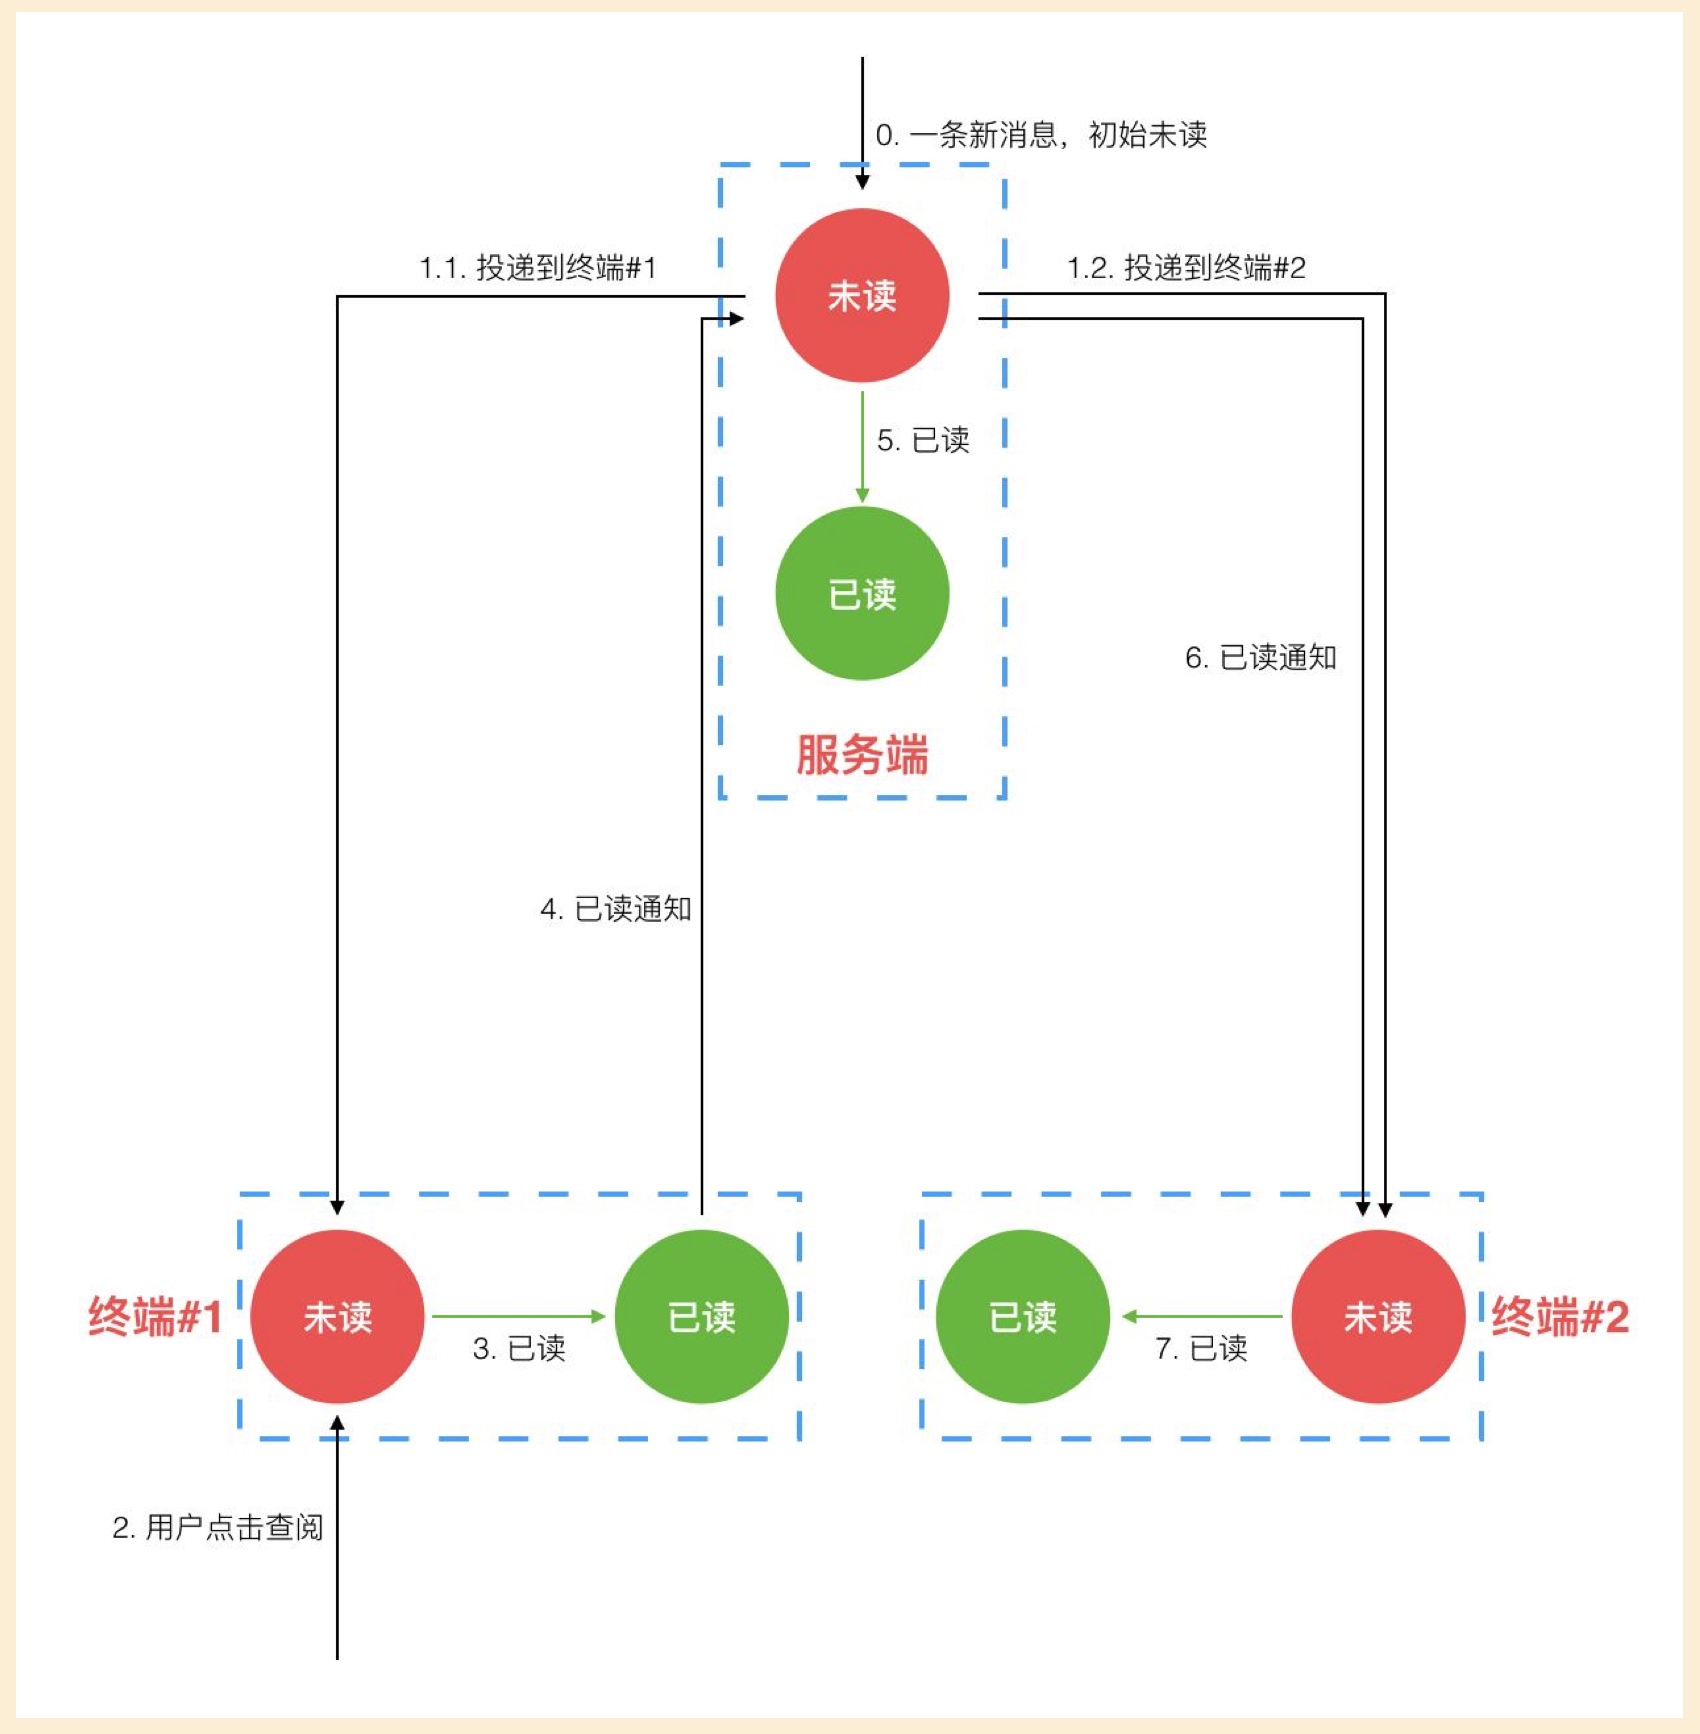 0. 一条新消息，初始未读
1.1. 投递到终端#1
1.2. 投递到终端#2
未读
5. 已读
已读
6. 已读通知
服务端
4. 已读通知
终端#1
未读
3. 已读
已读
已读
7. 已读
未读
终端#2
2. 用户点击查阅